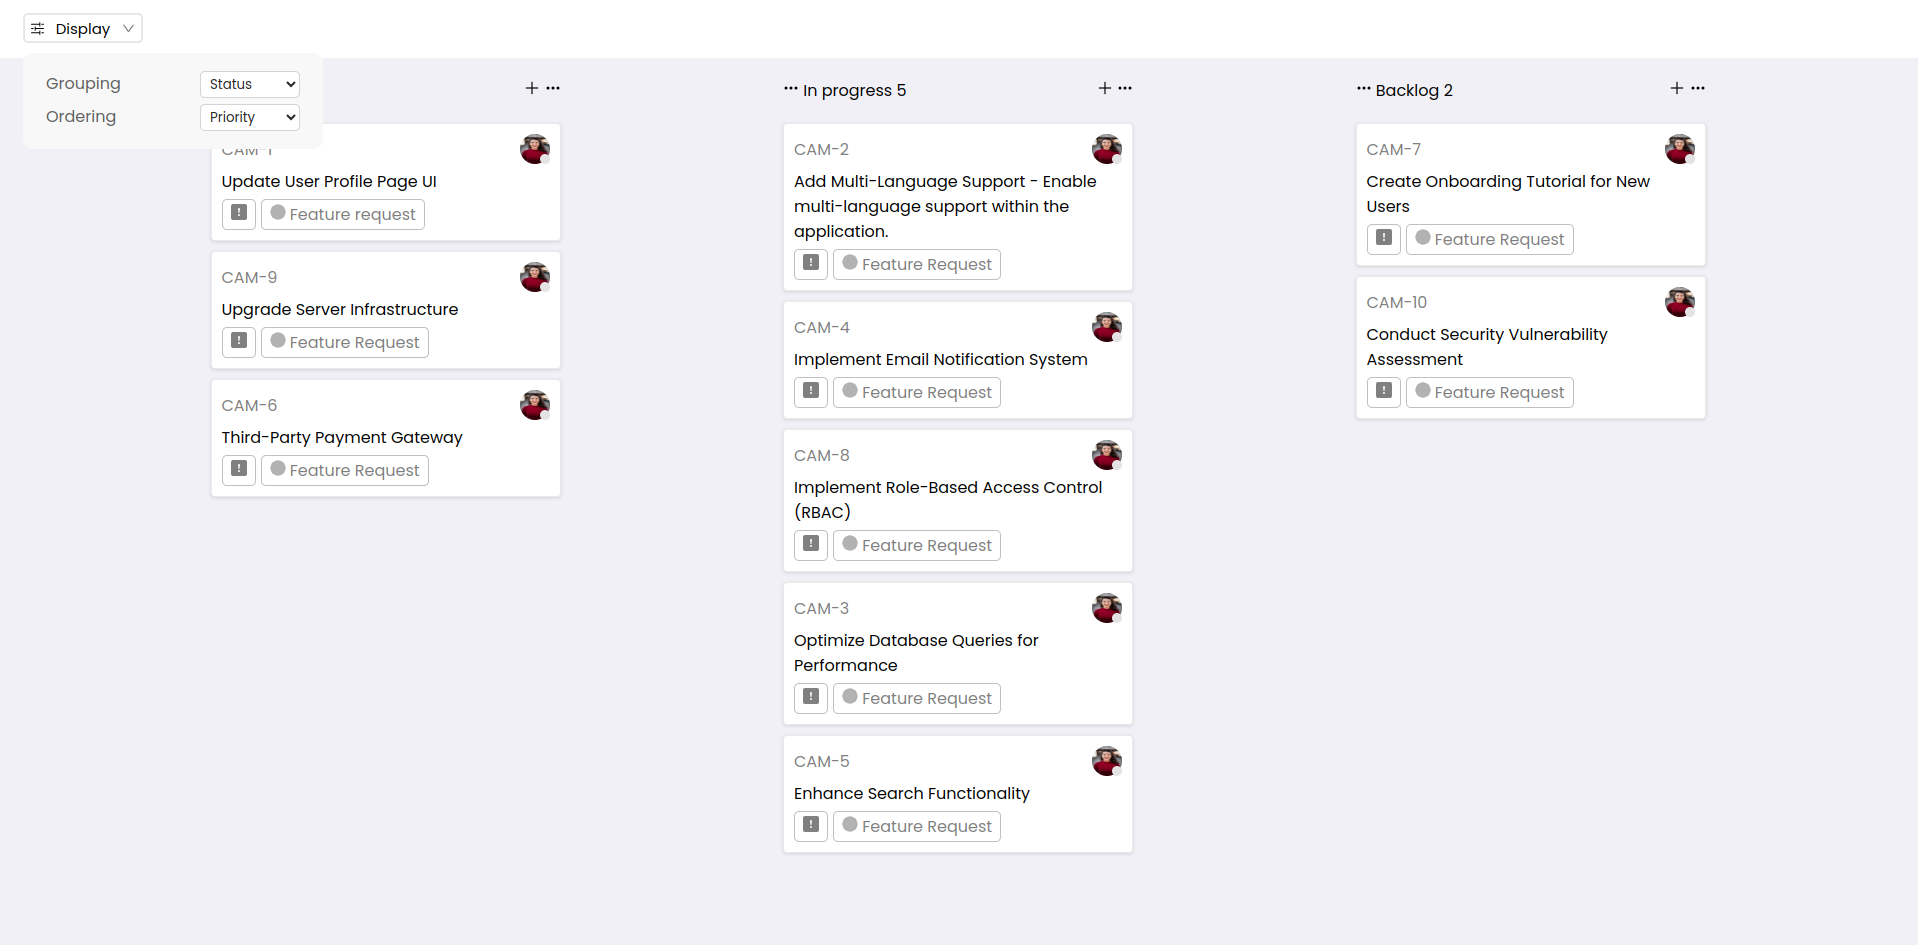 Display
Grouping Status
Ordering Priority
CAM-1
Update User Profile Page UI
! Feature request
CAM-9
Upgrade Server Infrastructure
! Feature Request
CAM-6
Third-Party Payment Gateway
! Feature Request
In progress 5
CAM-2
Add Multi-Language Support - Enable
multi-language support within the
application.
! Feature Request
CAM-4
Implement Email Notification System
! Feature Request
CAM-8
Implement Role-Based Access Control
(RBAC)
! Feature Request
CAM-3
Optimize Database Queries for
Performance
! Feature Request
CAM-5
Enhance Search Functionality
! Feature Request
Backlog 2
CAM-7
Create Onboarding Tutorial for New
Users
! Feature Request
CAM-10
Conduct Security Vulnerability
Assessment
! Feature Request